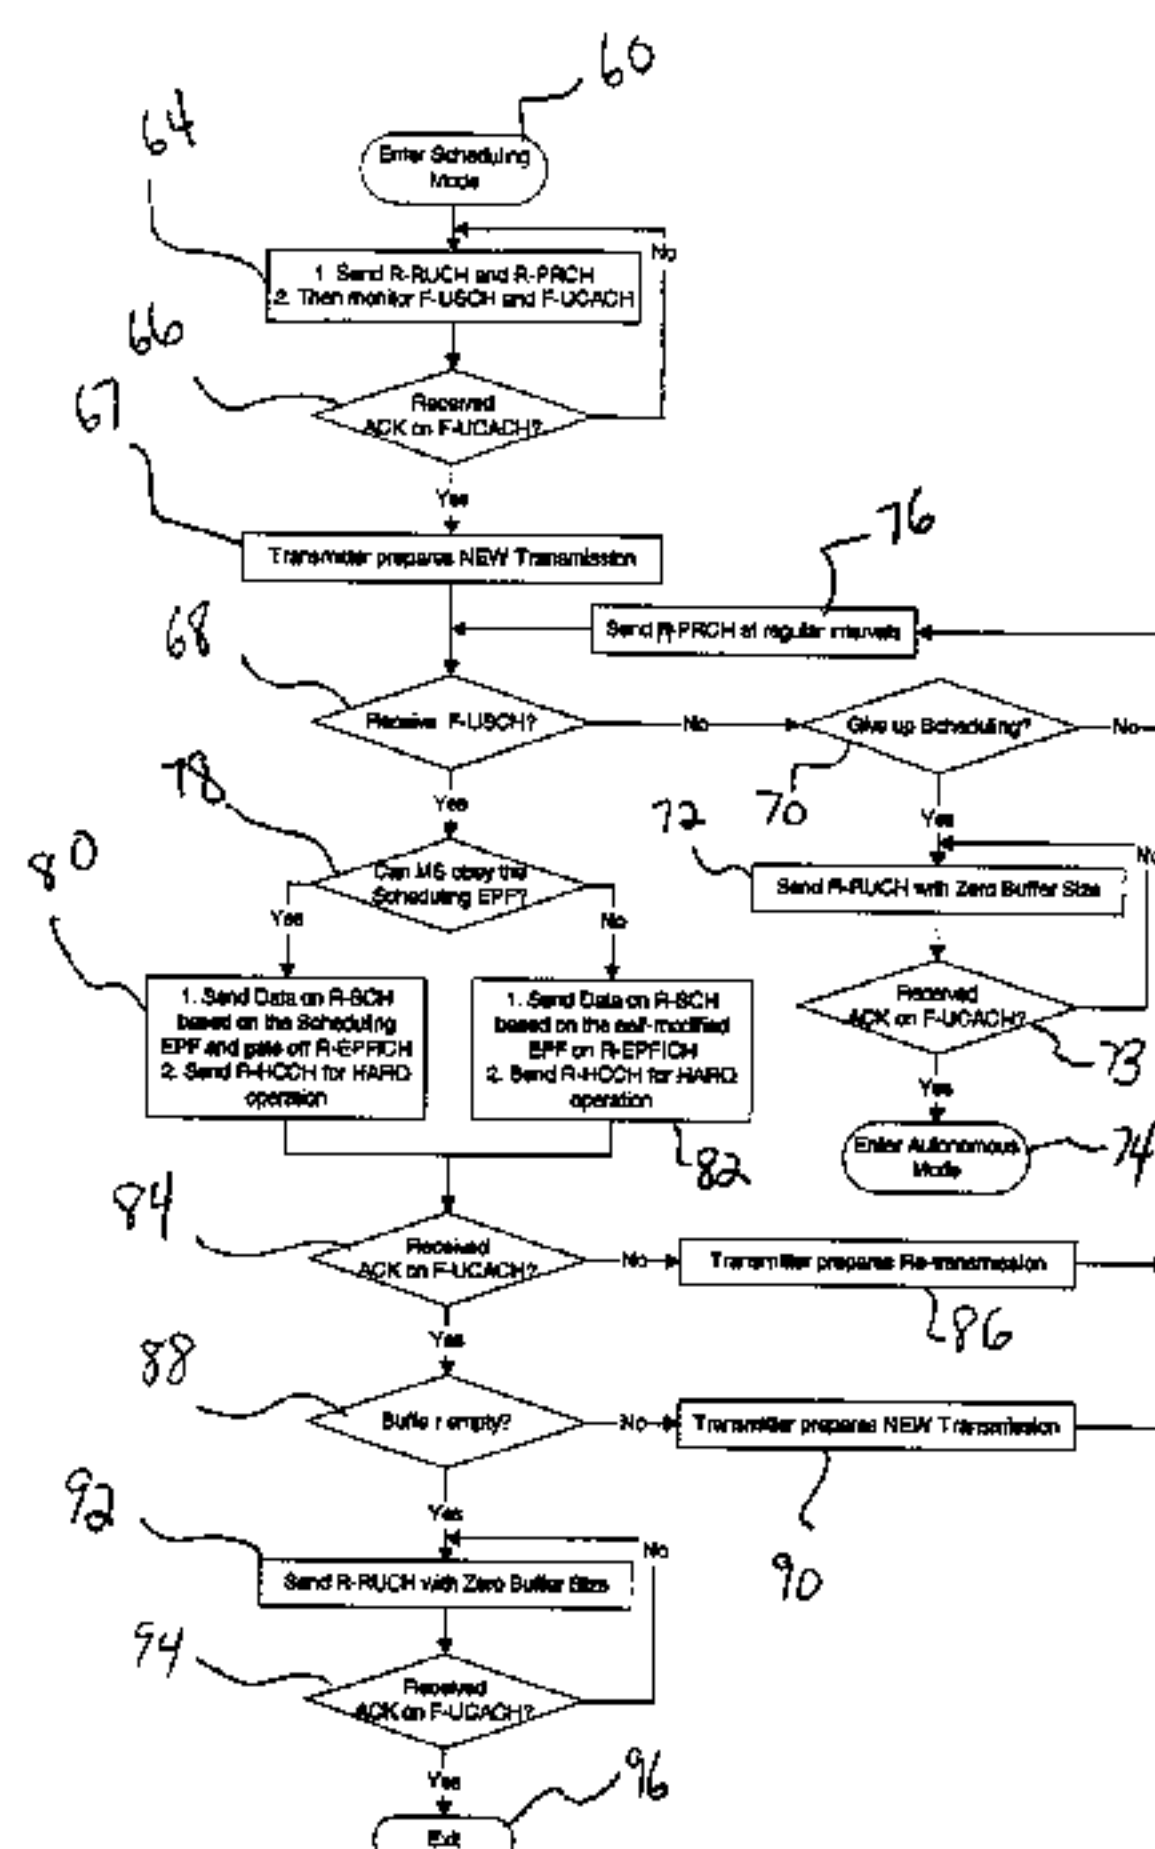 60
64
Enter Scheduling
Mode
No
1. Send R-RUCH and R-PRCH
2. Then monitor F-USCH and F-UCACH
66
67
Received
ACK on F-UCACH?
Yes
76
Transmitter prepares NEW Transmission
Send R-PRCH at regular intervals
68
Receive F-USCH?
No
Give up Scheduling?
No
78
70
72
Yes
Yes
No
80
Can MS obey the
Scheduling EPF?
Send R-RUCH with Zero Buffer Size
Yes
No
1. Send Data on R-SCH
based on the Scheduling
EPF and gate off R-EPFICH
2. Send R-HCCH for HARQ
operation
1. Send Data on R-SCH
based on the self-modified
EPF on R-EPFICH
2. Send R-HCCH for HARQ
operation
Received
ACK on F-UCACH?
73
Yes
Enter Autonomous
Mode
74
82
84
Received
ACK on F-UCACH?
No
Transmitter prepares Re-transmission
86
Yes
88
Buffer empty?
No
Transmitter prepares NEW Transmission
92
Yes
No
90
Send R-RUCH with Zero Buffer Size
94
Received
ACK on F-UCACH?
Yes
96
Exit